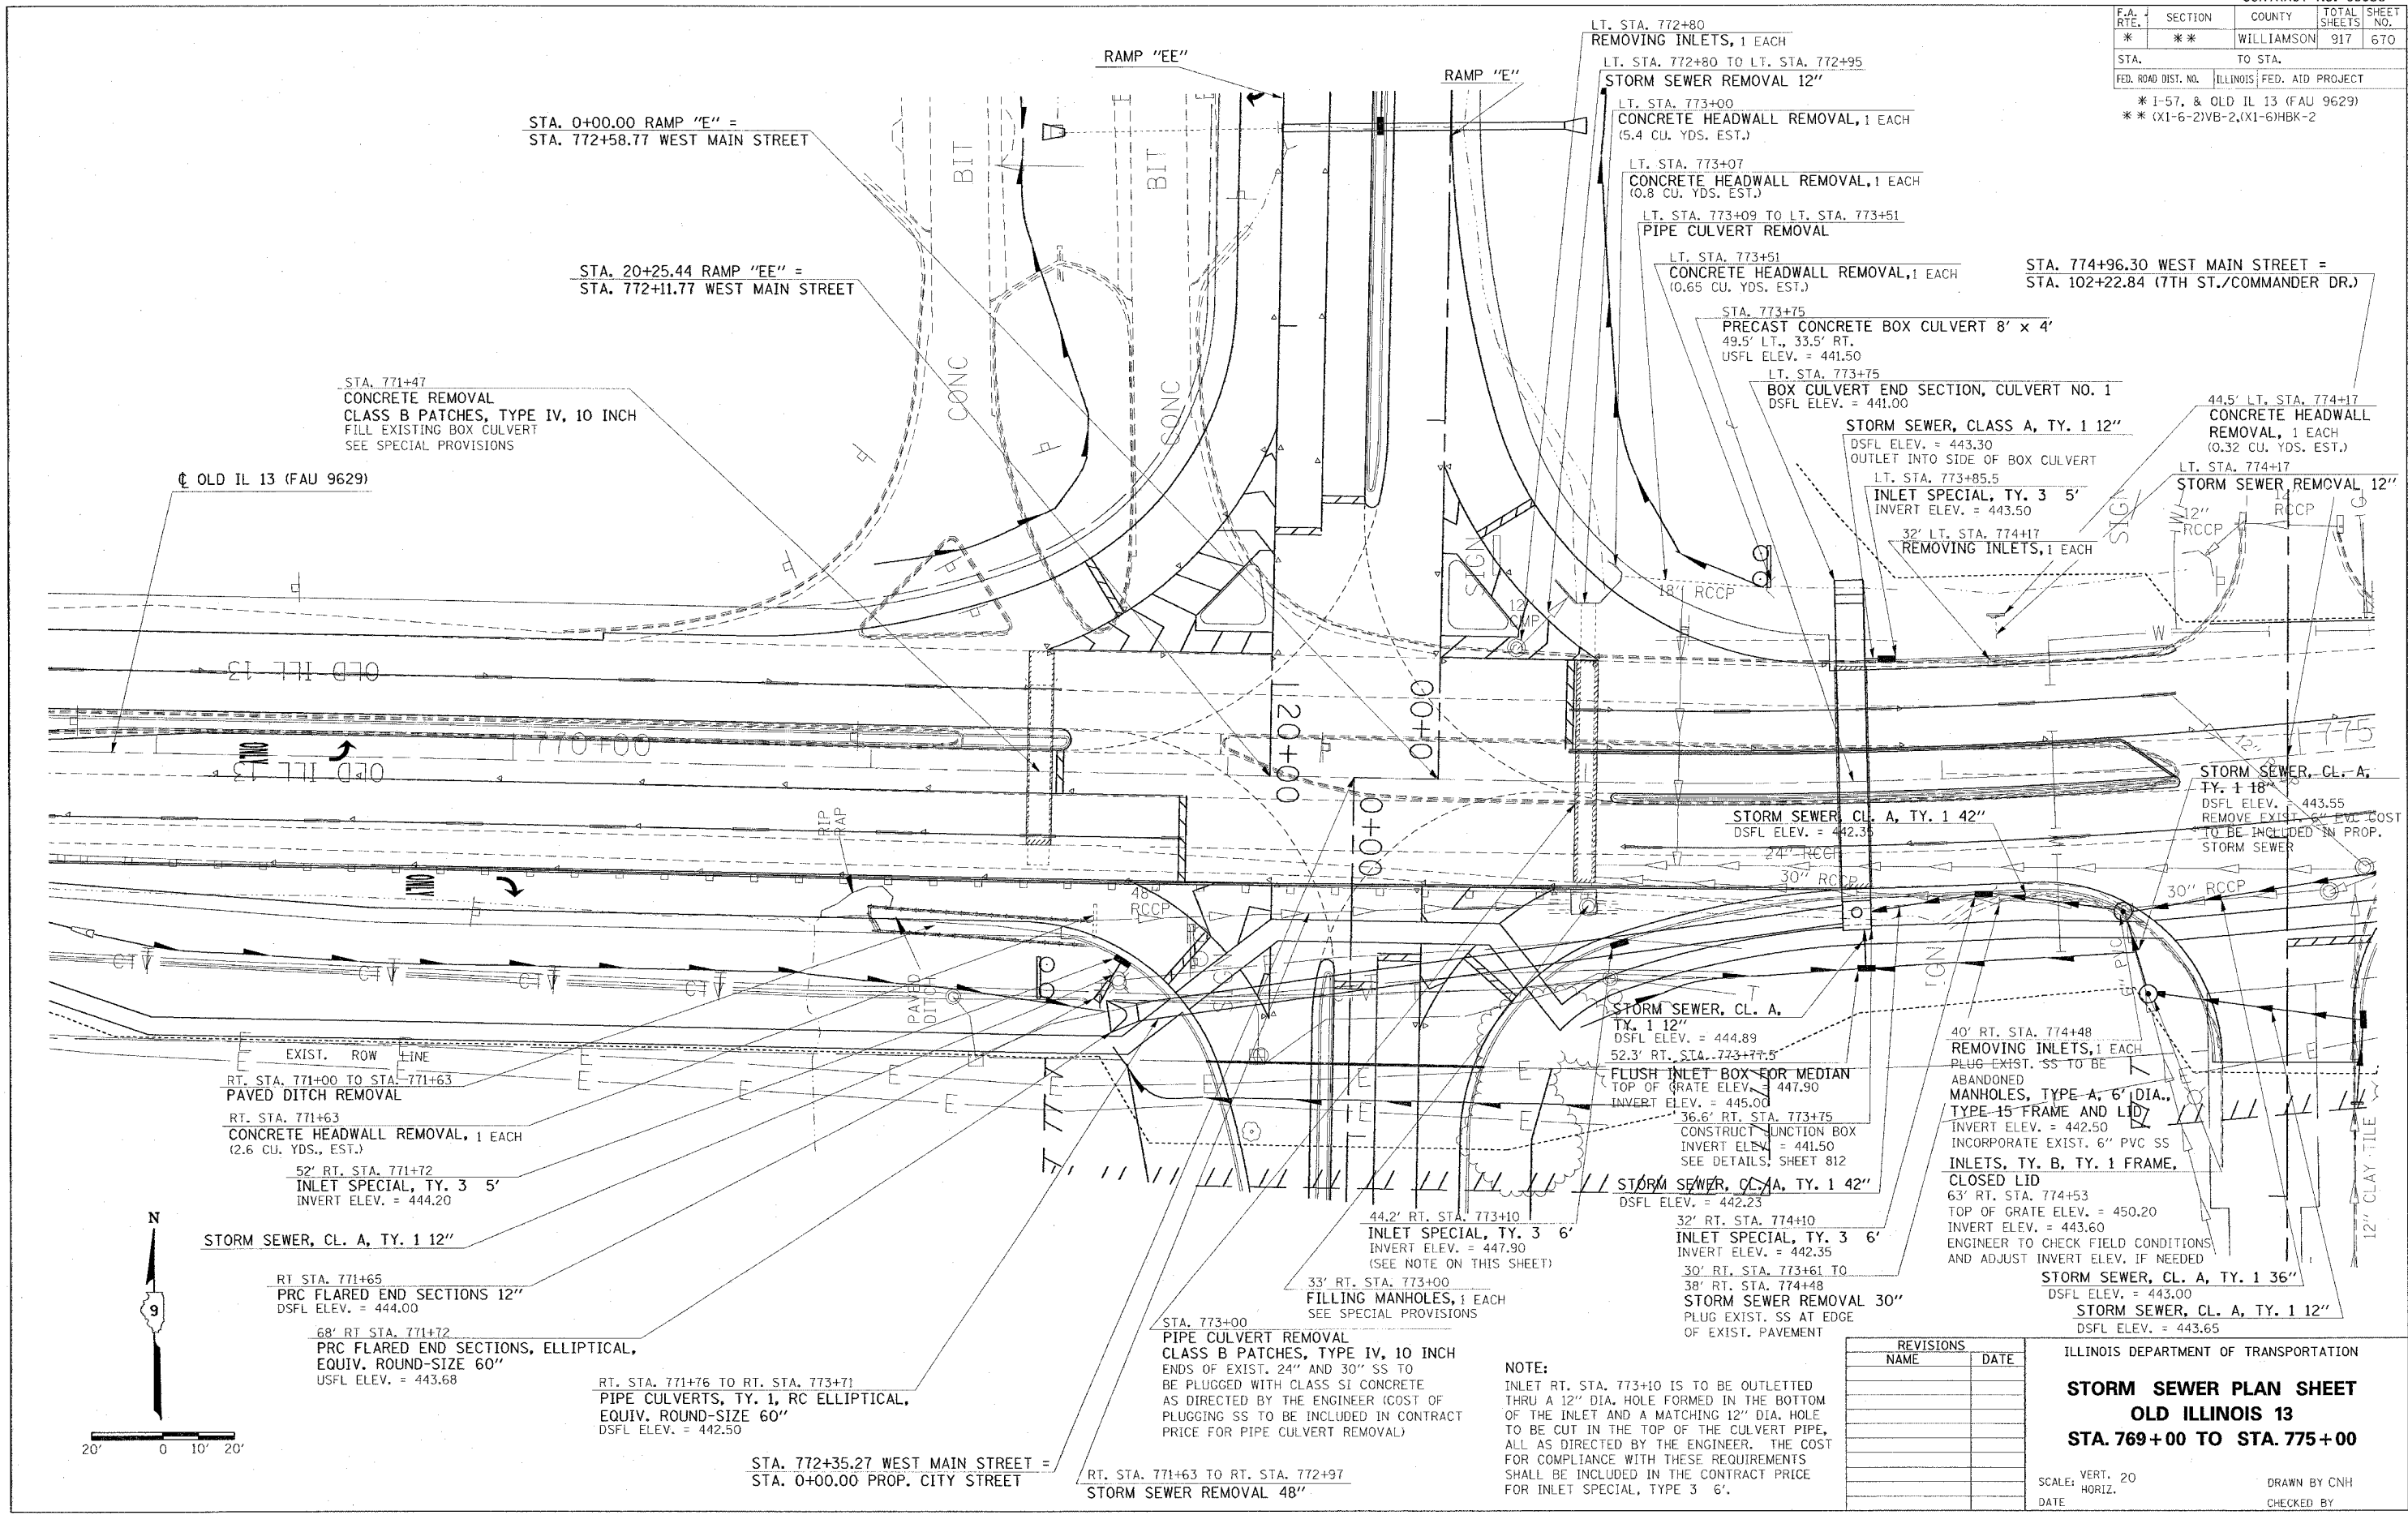 F.A. RTE. SECTION COUNTY TOTAL SHEETS SHEET NO.
* ** WILLIAMSON 917 670
STA. TO STA.
FED. ROAD DIST. NO. ILLINOIS FED. AID PROJECT
* I-57, & OLD IL 13 (FAU 9629)
** (X1-6-2)VB-2,(X1-6)HBK-2
RAMP "EE"
RAMP "E"
LT. STA. 772+80
REMOVING INLETS, 1 EACH
LT. STA. 772+80 TO LT. STA. 772+95
STORM SEWER REMOVAL 12"
LT. STA. 773+00
CONCRETE HEADWALL REMOVAL, 1 EACH
(5.4 CU. YDS. EST.)
LT. STA. 773+07
CONCRETE HEADWALL REMOVAL, 1 EACH
(0.8 CU. YDS. EST.)
LT. STA. 773+09 TO LT. STA. 773+51
PIPE CULVERT REMOVAL
LT. STA. 773+51
CONCRETE HEADWALL REMOVAL, 1 EACH
(0.65 CU. YDS. EST.)
STA. 773+75
PRECAST CONCRETE BOX CULVERT 8' x 4'
49.5' LT., 33.5' RT.
USFL ELEV. = 441.50
LT. STA. 773+75
BOX CULVERT END SECTION, CULVERT NO. 1
DSFL ELEV. = 441.00
STORM SEWER, CLASS A, TY. 1 12"
DSFL ELEV. = 443.30
OUTLET INTO SIDE OF BOX CULVERT
LT. STA. 773+85.5
INLET SPECIAL, TY. 3 5'
INVERT ELEV. = 443.50
32' LT. STA. 774+17
REMOVING INLETS, 1 EACH
STA. 774+96.30 WEST MAIN STREET =
STA. 102+22.84 (7TH ST./COMMANDER DR.)
44.5' LT. STA. 774+17
CONCRETE HEADWALL
REMOVAL, 1 EACH
(0.32 CU. YDS. EST.)
LT. STA. 774+17
STORM SEWER REMOVAL 12"
STA. 0+00.00 RAMP "E" =
STA. 772+58.77 WEST MAIN STREET
STA. 20+25.44 RAMP "EE" =
STA. 772+11.77 WEST MAIN STREET
STA. 771+47
CONCRETE REMOVAL
CLASS B PATCHES, TYPE IV, 10 INCH
FILL EXISTING BOX CULVERT
SEE SPECIAL PROVISIONS
℄ OLD IL 13 (FAU 9629)
BIT
BIT
CONC
CONC
SIGN
SIGN
12" RCCP
RCCP
18" RCCP
12" CMP
W
OLD ILL 13
OLD ILL 13
ONLY
770+00
20+00
0+00
0+00
775
12"
RIP RAP
48" RCCP
24" RCCP
30" RCCP
30" RCCP
PAVED DITCH
CTV CTV CTV CTV
6" PVC
12" CLAY TILE
ONLY
STORM SEWER, CL. A, TY. 1 42"
DSFL ELEV. = 442.35
STORM SEWER, CL. A,
TY. 1 18"
DSFL ELEV. = 443.55
REMOVE EXIST. 6" PVC COST
TO BE INCLUDED IN PROP.
STORM SEWER
EXIST. ROW LINE
RT. STA. 771+00 TO STA. 771+63
PAVED DITCH REMOVAL
RT. STA. 771+63
CONCRETE HEADWALL REMOVAL, 1 EACH
(2.6 CU. YDS., EST.)
52' RT. STA. 771+72
INLET SPECIAL, TY. 3 5'
INVERT ELEV. = 444.20
STORM SEWER, CL. A, TY. 1 12"
RT STA. 771+65
PRC FLARED END SECTIONS 12"
DSFL ELEV. = 444.00
68' RT STA. 771+72
PRC FLARED END SECTIONS, ELLIPTICAL,
EQUIV. ROUND-SIZE 60"
USFL ELEV. = 443.68
RT. STA. 771+76 TO RT. STA. 773+71
PIPE CULVERTS, TY. 1, RC ELLIPTICAL,
EQUIV. ROUND-SIZE 60"
DSFL ELEV. = 442.50
STA. 772+35.27 WEST MAIN STREET =
STA. 0+00.00 PROP. CITY STREET
RT. STA. 771+63 TO RT. STA. 772+97
STORM SEWER REMOVAL 48"
STA. 773+00
PIPE CULVERT REMOVAL
CLASS B PATCHES, TYPE IV, 10 INCH
ENDS OF EXIST. 24" AND 30" SS TO
BE PLUGGED WITH CLASS SI CONCRETE
AS DIRECTED BY THE ENGINEER (COST OF
PLUGGING SS TO BE INCLUDED IN CONTRACT
PRICE FOR PIPE CULVERT REMOVAL)
33' RT. STA. 773+00
FILLING MANHOLES, 1 EACH
SEE SPECIAL PROVISIONS
44.2' RT. STA. 773+10
INLET SPECIAL, TY. 3 6'
INVERT ELEV. = 447.90
(SEE NOTE ON THIS SHEET)
STORM SEWER, CL. A,
TY. 1 12"
DSFL ELEV. = 444.89
52.3' RT. STA. 773+77.5
FLUSH INLET BOX FOR MEDIAN
TOP OF GRATE ELEV. = 447.90
INVERT ELEV. = 445.00
36.6' RT. STA. 773+75
CONSTRUCT JUNCTION BOX
INVERT ELEV. = 441.50
SEE DETAILS, SHEET 812
STORM SEWER, CL. A, TY. 1 42"
DSFL ELEV. = 442.23
32' RT. STA. 774+10
INLET SPECIAL, TY. 3 6'
INVERT ELEV. = 442.35
30' RT. STA. 773+61 TO
38' RT. STA. 774+48
STORM SEWER REMOVAL 30"
PLUG EXIST. SS AT EDGE
OF EXIST. PAVEMENT
40' RT. STA. 774+48
REMOVING INLETS, 1 EACH
PLUG EXIST. SS TO BE
ABANDONED
MANHOLES, TYPE A, 6' DIA.,
TYPE 15 FRAME AND LID
INVERT ELEV. = 442.50
INCORPORATE EXIST. 6" PVC SS
INLETS, TY. B, TY. 1 FRAME,
CLOSED LID
63' RT. STA. 774+53
TOP OF GRATE ELEV. = 450.20
INVERT ELEV. = 443.60
ENGINEER TO CHECK FIELD CONDITIONS
AND ADJUST INVERT ELEV. IF NEEDED
STORM SEWER, CL. A, TY. 1 36"
DSFL ELEV. = 443.00
STORM SEWER, CL. A, TY. 1 12"
DSFL ELEV. = 443.65
N
9
20' 0 10' 20'
NOTE:
INLET RT. STA. 773+10 IS TO BE OUTLETTED
THRU A 12" DIA. HOLE FORMED IN THE BOTTOM
OF THE INLET AND A MATCHING 12" DIA. HOLE
TO BE CUT IN THE TOP OF THE CULVERT PIPE,
ALL AS DIRECTED BY THE ENGINEER. THE COST
FOR COMPLIANCE WITH THESE REQUIREMENTS
SHALL BE INCLUDED IN THE CONTRACT PRICE
FOR INLET SPECIAL, TYPE 3 6'.
REVISIONS
NAME DATE
ILLINOIS DEPARTMENT OF TRANSPORTATION
STORM SEWER PLAN SHEET
OLD ILLINOIS 13
STA. 769+00 TO STA. 775+00
SCALE: VERT. 20
HORIZ.
DATE
DRAWN BY CNH
CHECKED BY